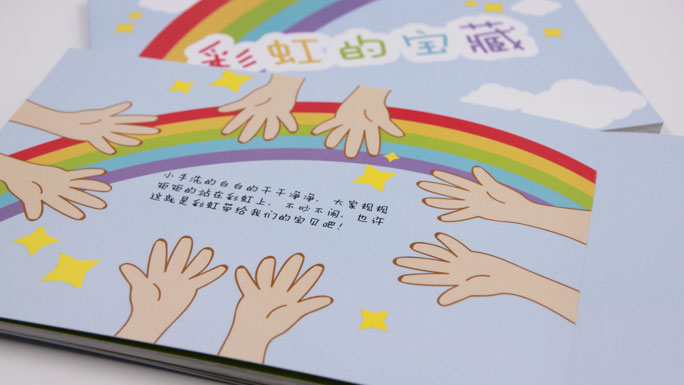 彩虹的宝藏
小手洗的白白的干干净净，大家规规
矩矩的站在彩虹上，不吵不闹，也许
这就是彩虹带给我们的宝贝吧！